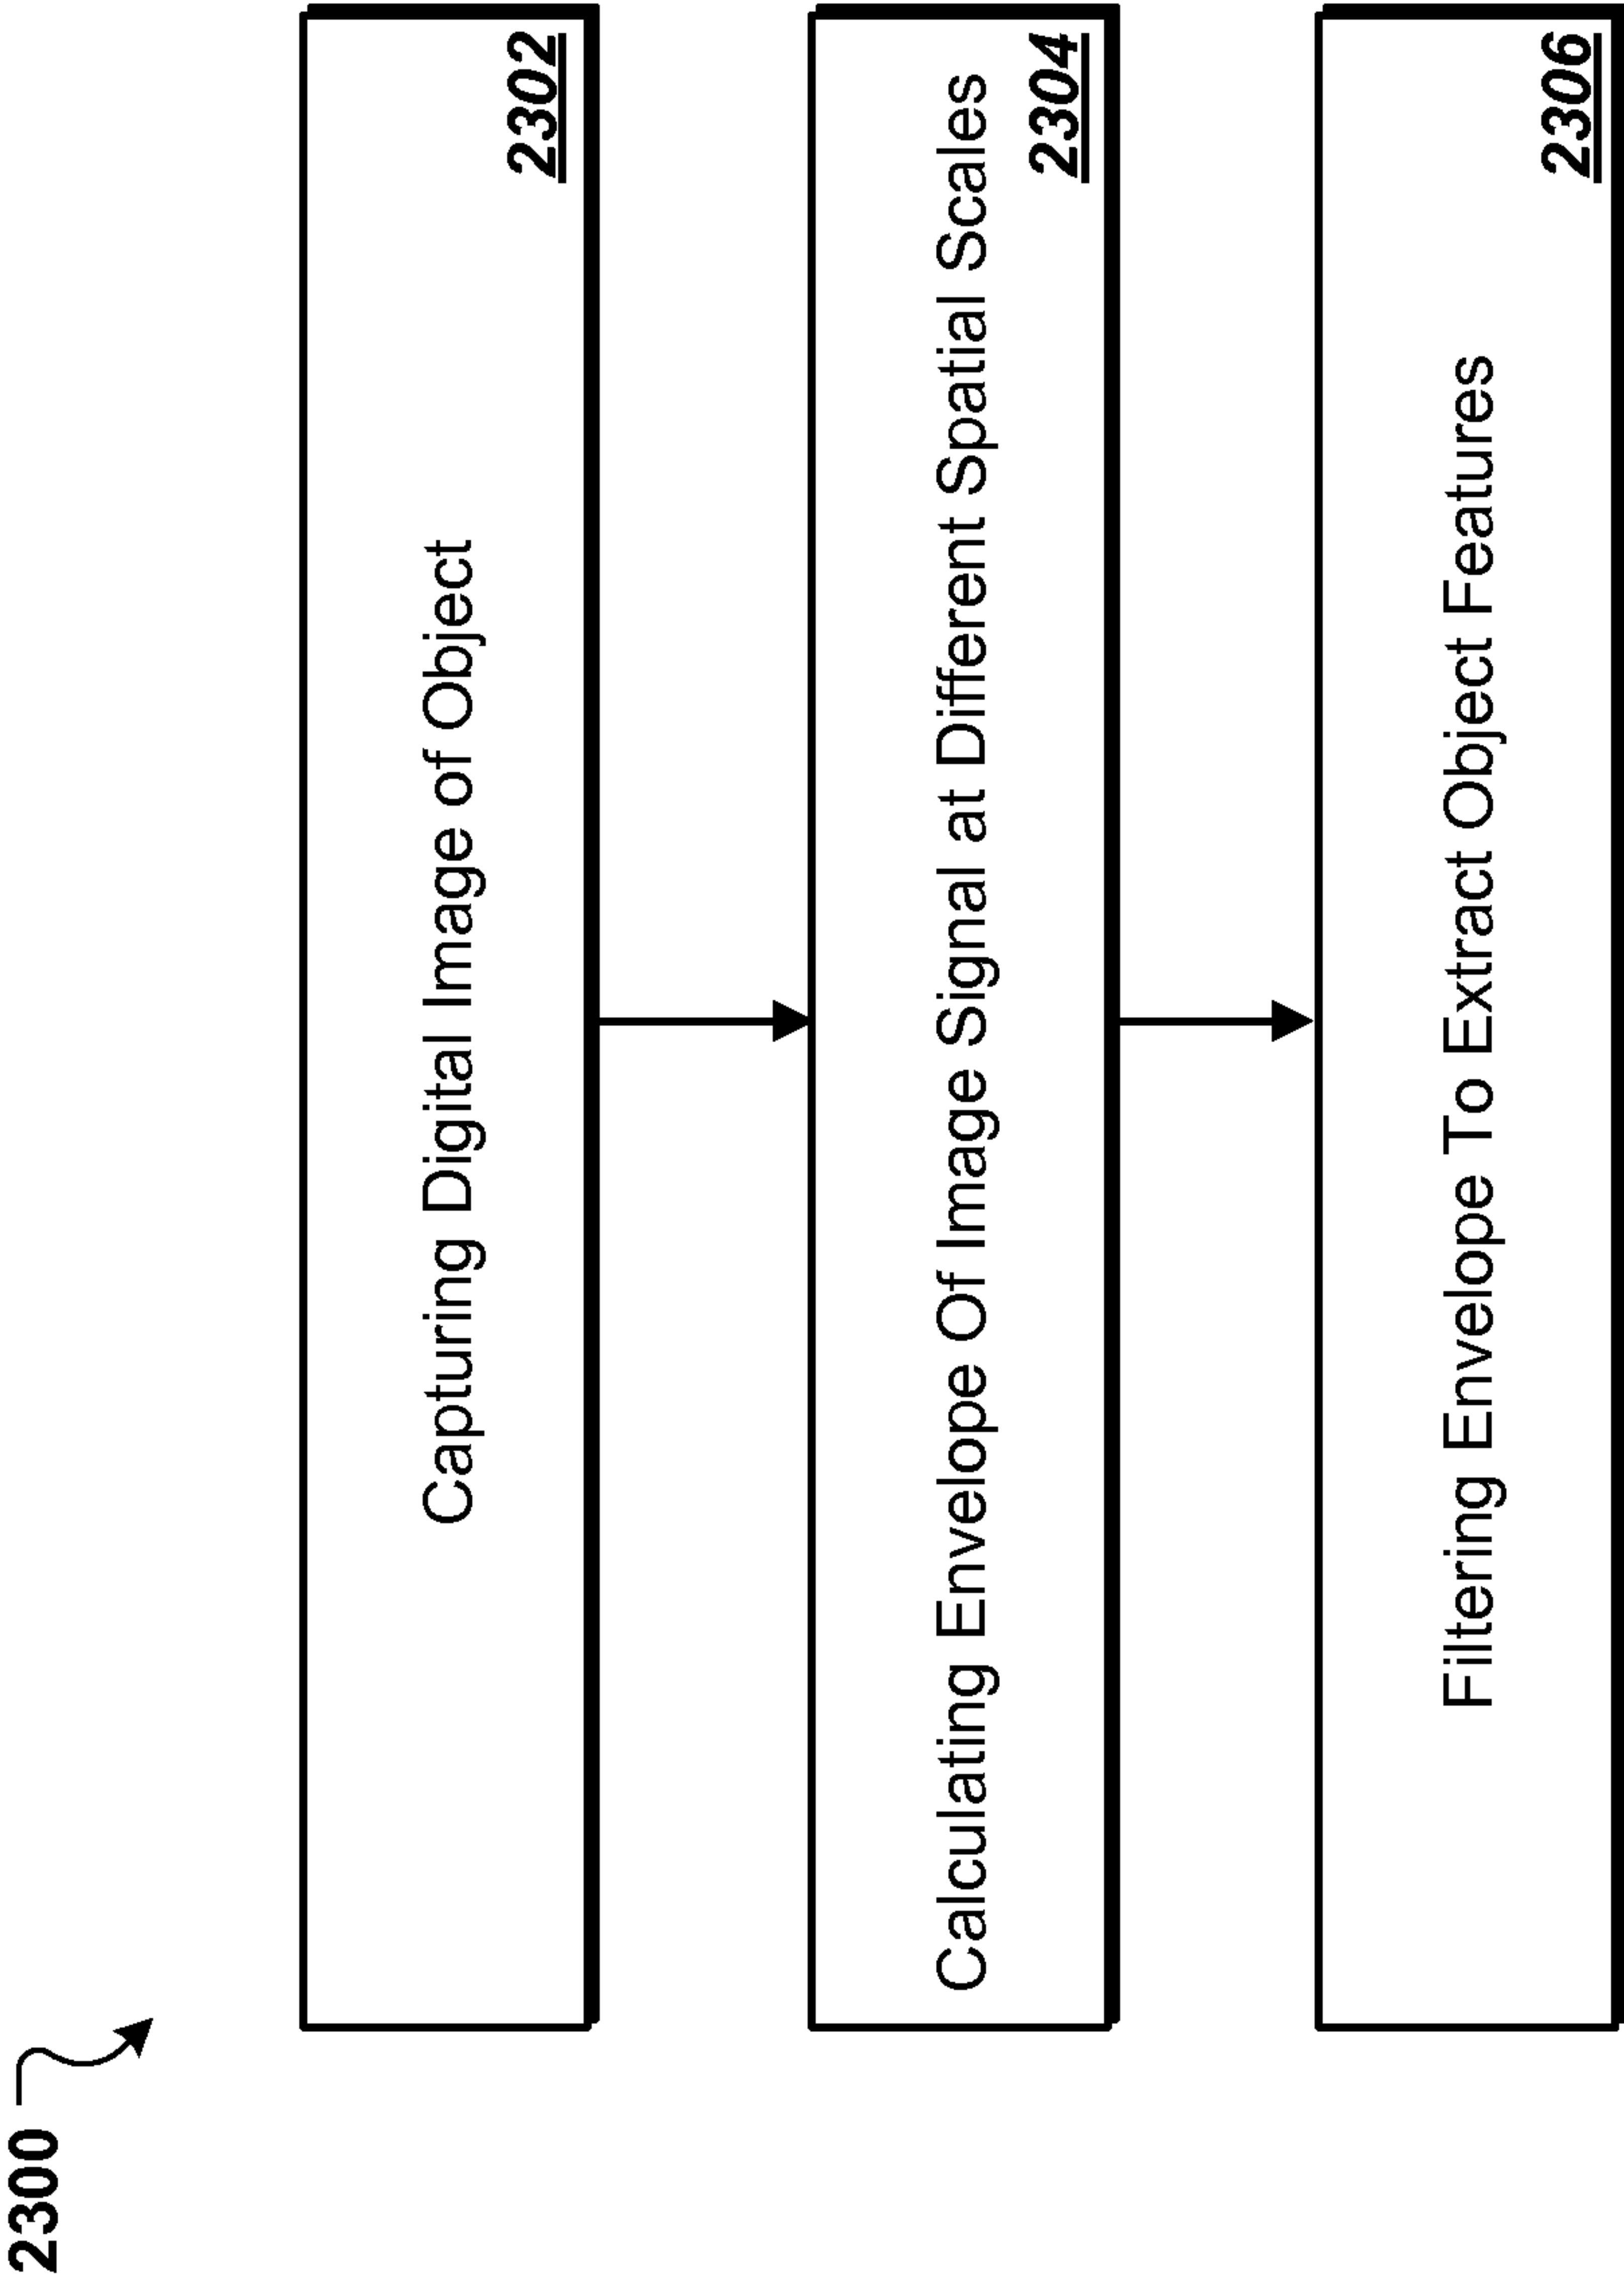 2300
Capturing Digital Image of Object
2302
Calculating Envelope Of Image Signal at Different Spatial Scales
2304
Filtering Envelope To Extract Object Features
2306